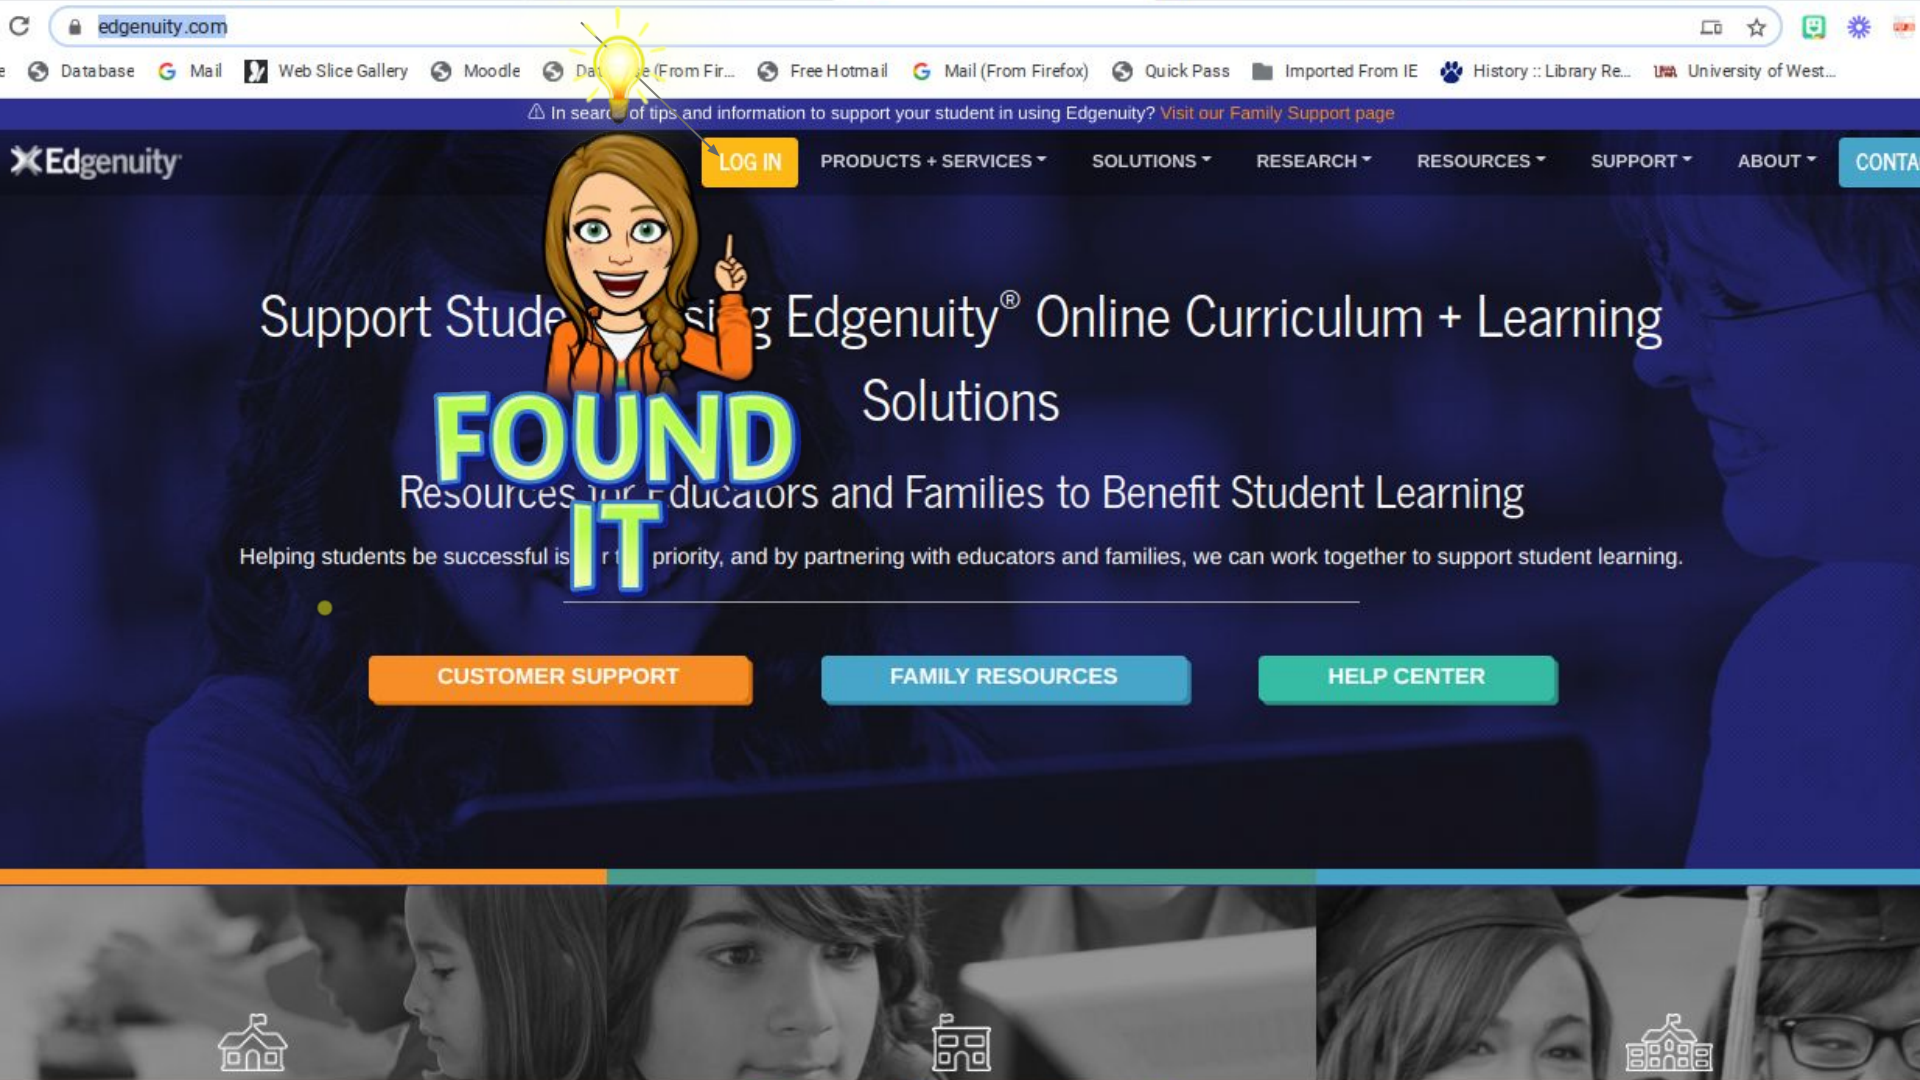 edgenuity.com
Database Mail Web Slice Gallery Moodle (From Fir... Free Hotmail Mail (From Firefox) Quick Pass Imported From IE History :: Library Re... University of West...
In search of tips and information to support your student in using Edgenuity? Visit our Family Support page
Edgenuity LOG IN PRODUCTS + SERVICES SOLUTIONS RESEARCH RESOURCES SUPPORT ABOUT CONTA
Support Edgenuity® Online Curriculum + Learning
Solutions
FOUND
Resources for Educators and Families to Benefit Student Learning
IT
Helping students be successful is priority, and by partnering with educators and families, we can work together to support student learning.
CUSTOMER SUPPORT FAMILY RESOURCES HELP CENTER